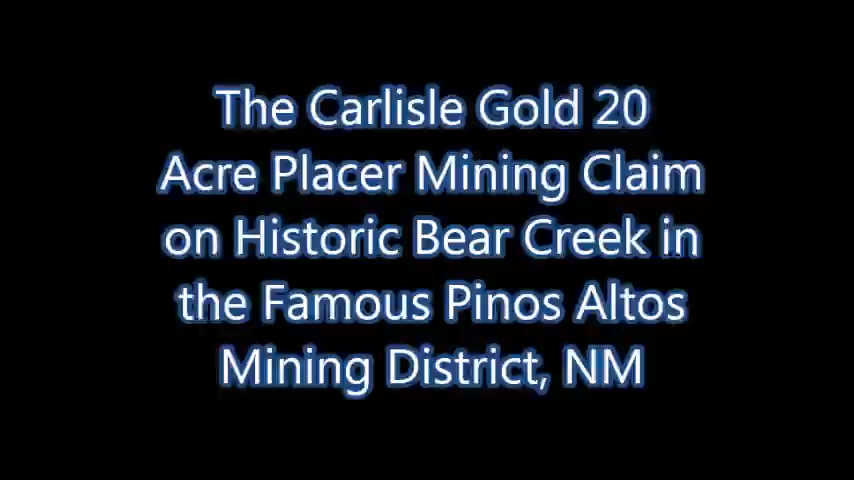 The Carlisle Gold 20
Acre Placer Mining Claim
on Historic Bear Creek in
the Famous Pinos Altos
Mining District, NM